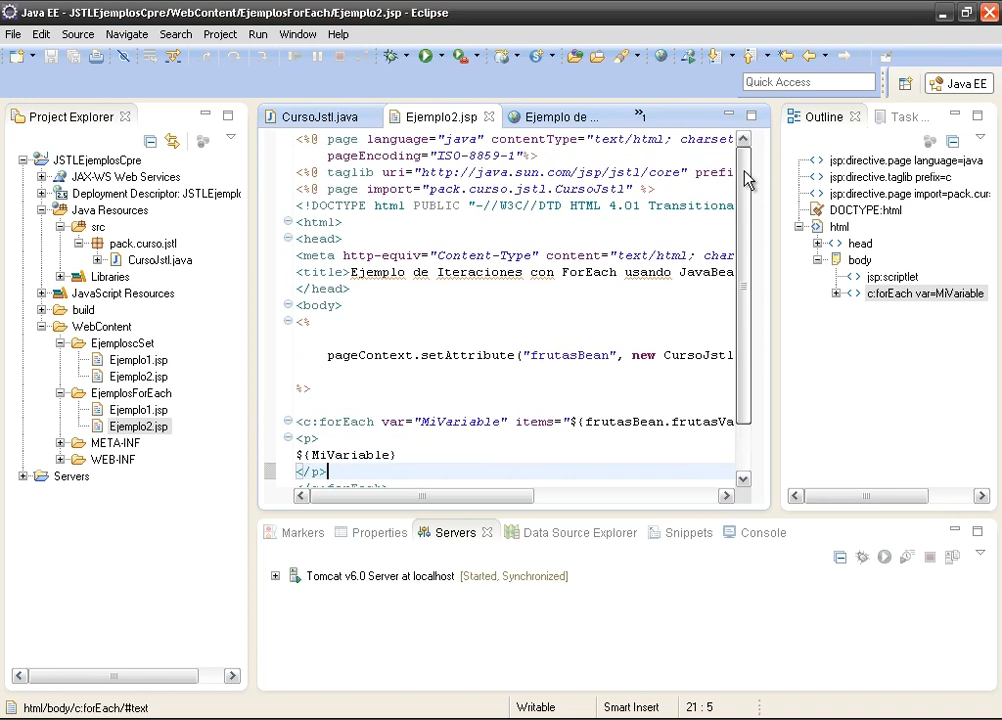 Java EE - JSTLEjemplosCpre/WebContent/EjemplosForEach/Ejemplo2.jsp - Eclipse
File Edit Source Navigate Search Project Run Window Help
Quick Access
Java EE
Project Explorer
JSTLEjemplosCpre
JAX-WS Web Services
Deployment Descriptor: JSTLEjempl
Java Resources
src
pack.curso.jstl
CursoJstl.java
Libraries
JavaScript Resources
build
WebContent
EjemploscSet
Ejemplo1.jsp
Ejemplo2.jsp
EjemplosForEach
Ejemplo1.jsp
Ejemplo2.jsp
META-INF
WEB-INF
Servers
CursoJstl.java
Ejemplo2.jsp
Ejemplo de ...
»1
<%@ page language="java" contentType="text/html; charset
pageEncoding="ISO-8859-1"%>
<%@ taglib uri="http://java.sun.com/jsp/jstl/core" prefi
<%@ page import="pack.curso.jstl.CursoJstl" %>
<!DOCTYPE html PUBLIC "-//W3C//DTD HTML 4.01 Transitiona
<html>
<head>
<meta http-equiv="Content-Type" content="text/html; char
<title>Ejemplo de Iteraciones con ForEach usando JavaBea
</head>
<body>
<%
pageContext.setAttribute("frutasBean", new CursoJstl
%>
<c:forEach var="MiVariable" items="${frutasBean.frutasVa
<p>
${MiVariable}
</p>
</c:forEach>
Outline
Task ...
jsp:directive.page language=java
jsp:directive.taglib prefix=c
jsp:directive.page import=pack.cur
DOCTYPE:html
html
head
body
jsp:scriptlet
c:forEach var=MiVariable
Markers Properties Servers Data Source Explorer Snippets Console
Tomcat v6.0 Server at localhost [Started, Synchronized]
html/body/c:forEach/#text
Writable
Smart Insert
21 : 5